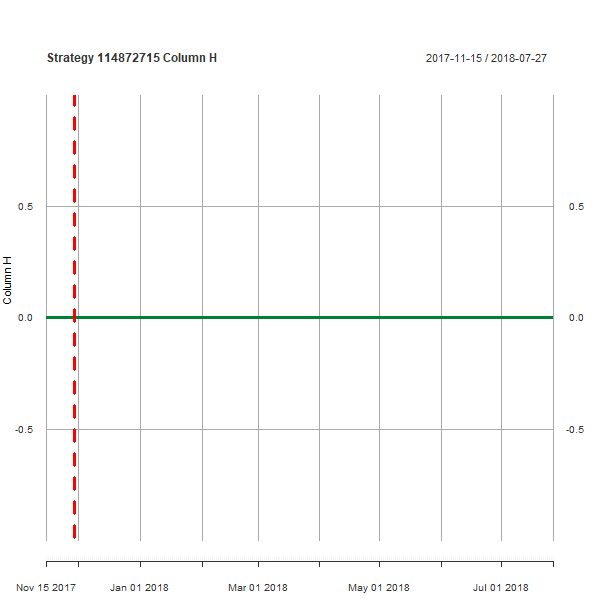 Strategy 114872715 Column H
2017-11-15 / 2018-07-27
Column H
0.5
0.5
0.0
0.0
-0.5
-0.5
Nov 15 2017
Jan 01 2018
Mar 01 2018
May 01 2018
Jul 01 2018